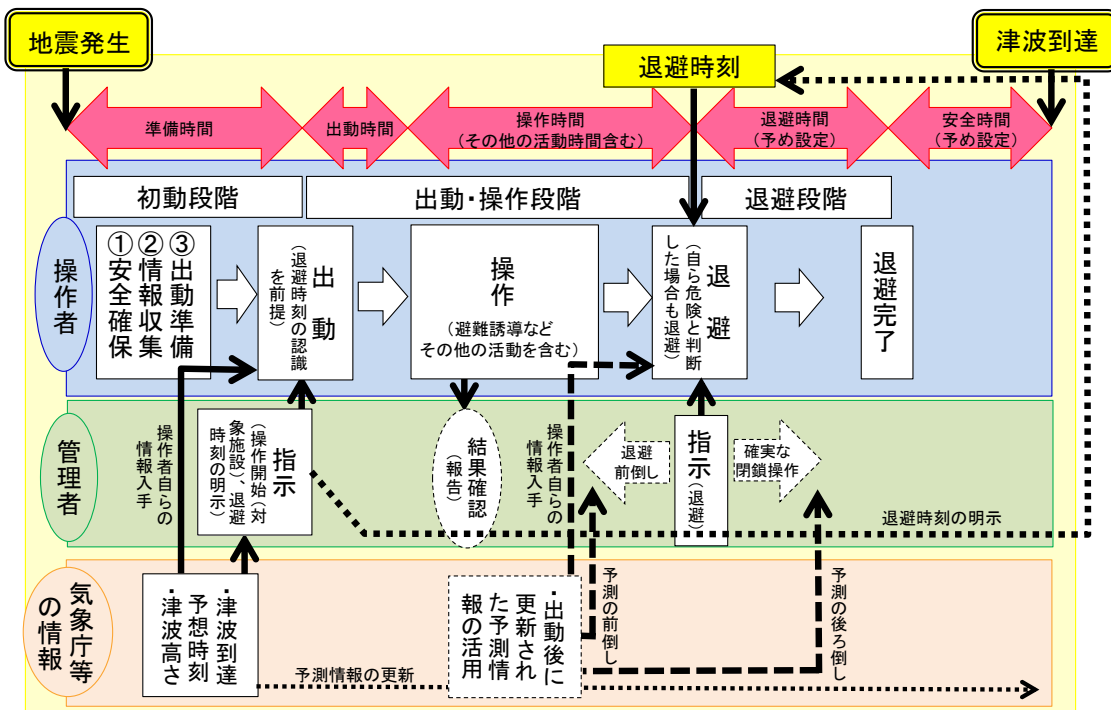 地震発生
津波到達
退避時刻
準備時間
出動時間
操作時間
(その他の活動時間含む)
退避時間
(予め設定)
安全時間
(予め設定)
初動段階
出動・操作段階
退避段階
操作者
①安全確保
②情報収集
③出動準備
出動
(退避時刻の認識
を前提)
操作
(避難誘導など
その他の活動を含む)
退避
(自ら危険と判断
した場合も退避)
退避完了
管理者
操作者自らの
情報入手
指示
(操作開始(対
象施設)、退避
時刻の明示)
結果確認
(報告)
操作者自らの
情報入手
退避
前倒し
指示(退避)
確実な
閉鎖操作
退避時刻の明示
気象庁等
の情報
・津波到達
予想時刻
・津波高さ
予測情報の更新
・出動後に
更新され
た予測情
報の活用
予測の前倒し
予測の後ろ倒し